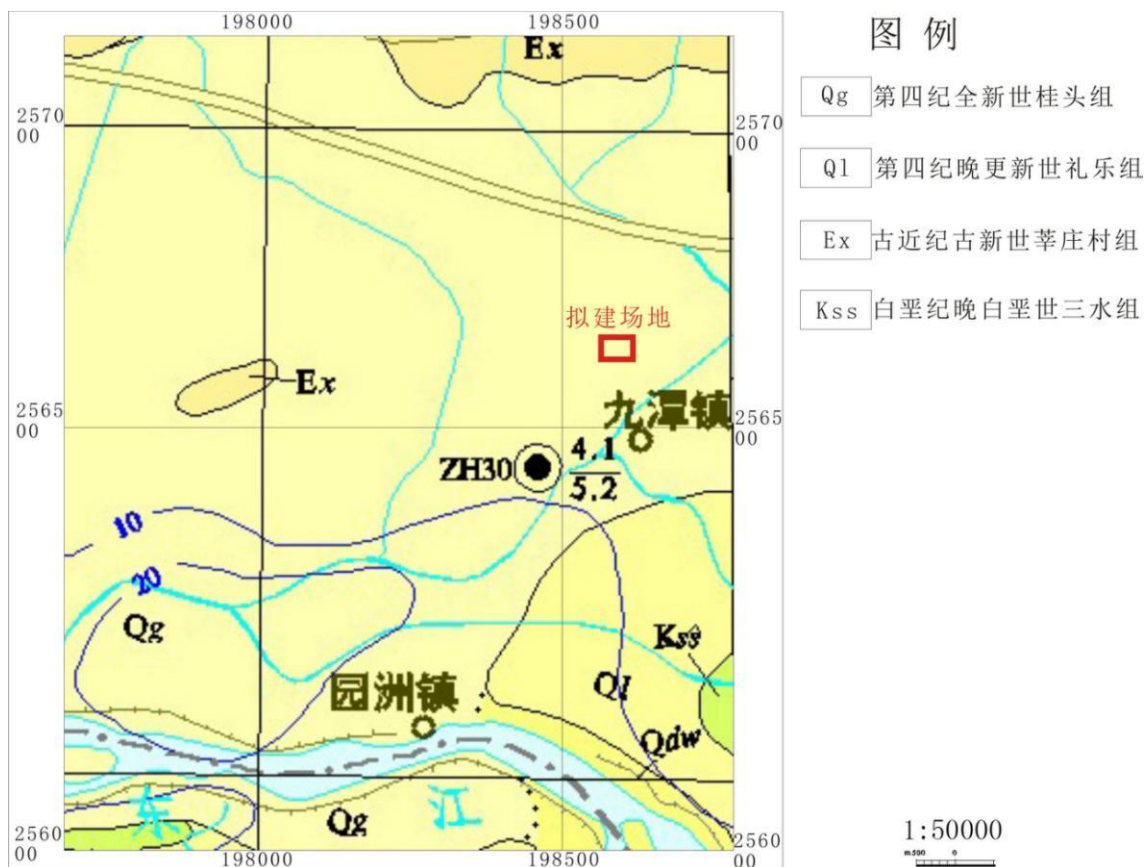 198000
198500
图 例
Ex
Qg 第四纪全新世桂头组
2570
00
2570
00
Ql 第四纪晚更新世礼乐组
Ex 古近纪古新世莘庄村组
Kss 白垩纪晚白垩世三水组
拟建场地
Ex
九潭镇
2565
00
2565
00
ZH30
4.1
5.2
10
20
Qg
Kss
园洲镇
Ql
Qdw
东
江
Qg
2560
00
2560
00
1:50000
m500 0
198000
198500